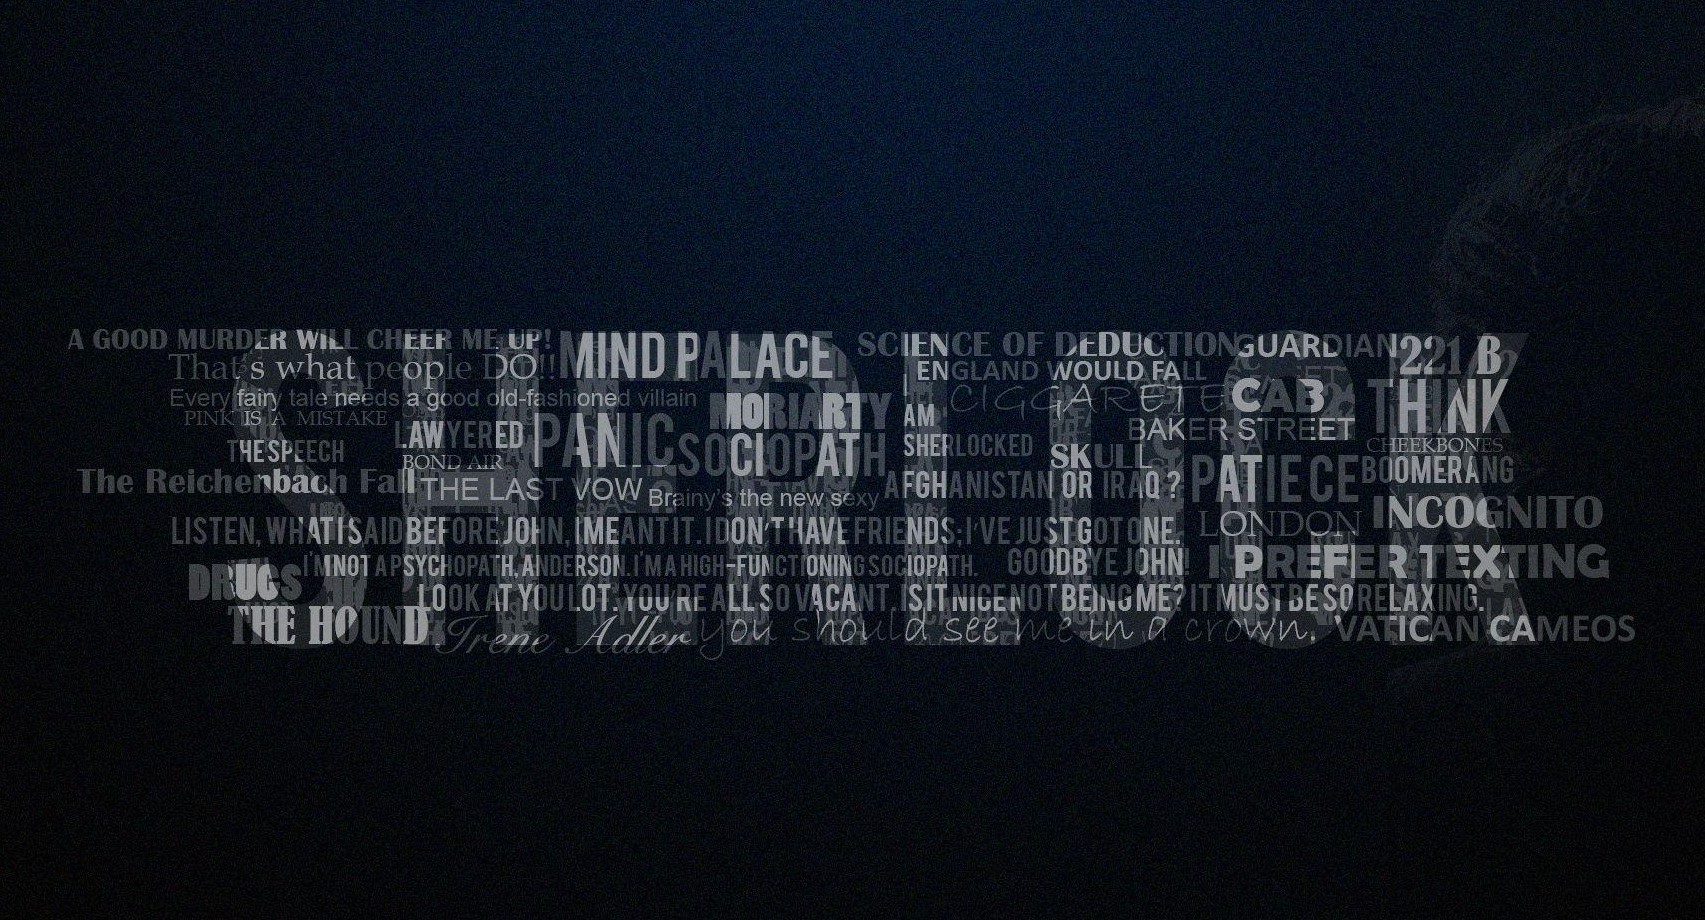 SHERLOCK
A GOOD MURDER WILL CHEER ME UP!
MIND PALACE
SCIENCE OF DEDUCTION
GUARDIAN
221 B
That's what people DO!!
ENGLAND WOULD FALL
Every fairy tale needs a good old-fashioned villain
MORIARTY
CIGGARETE
CAB
THINK
PINK IS A MISTAKE
I AM SHERLOCKED
LAWYERED
PANIC
SOCIOPATH
BAKER STREET
CHEEKBONES
THE SPEECH
BOND AIR
SKULL
BOOMERANG
The Reichenbach Fall
THE LAST VOW
Brainy's the new sexy
AFGHANISTAN OR IRAQ?
PATIECE
LISTEN, WHAT I SAID BEFORE JOHN, I MEANT IT. I DON'T HAVE FRIENDS; I'VE JUST GOT ONE.
LONDON
INCOGNITO
I'M NOT A PSYCHOPATH, ANDERSON. I'M A HIGH-FUNCTIONING SOCIOPATH.
GOODBYE JOHN!
I PREFER TEXTING
DRUGS
LOOK AT YOU LOT. YOU'RE ALL SO VACANT. IS IT NICE NOT BEING ME? IT MUST BE SO RELAXING.
THE HOUND
Irene Adler
you should see me in a crown.
VATICAN CAMEOS